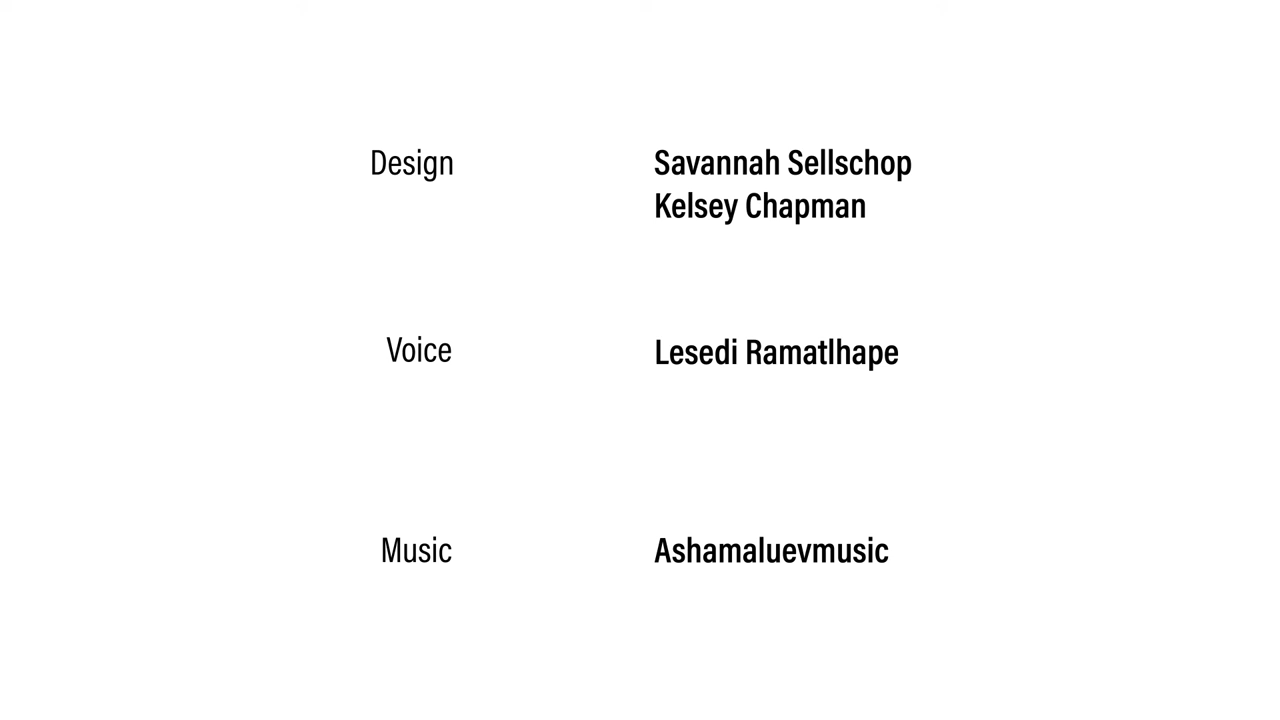 Design Savannah Sellschop
Kelsey Chapman
Voice Lesedi Ramatlhape
Music Ashamaluevmusic